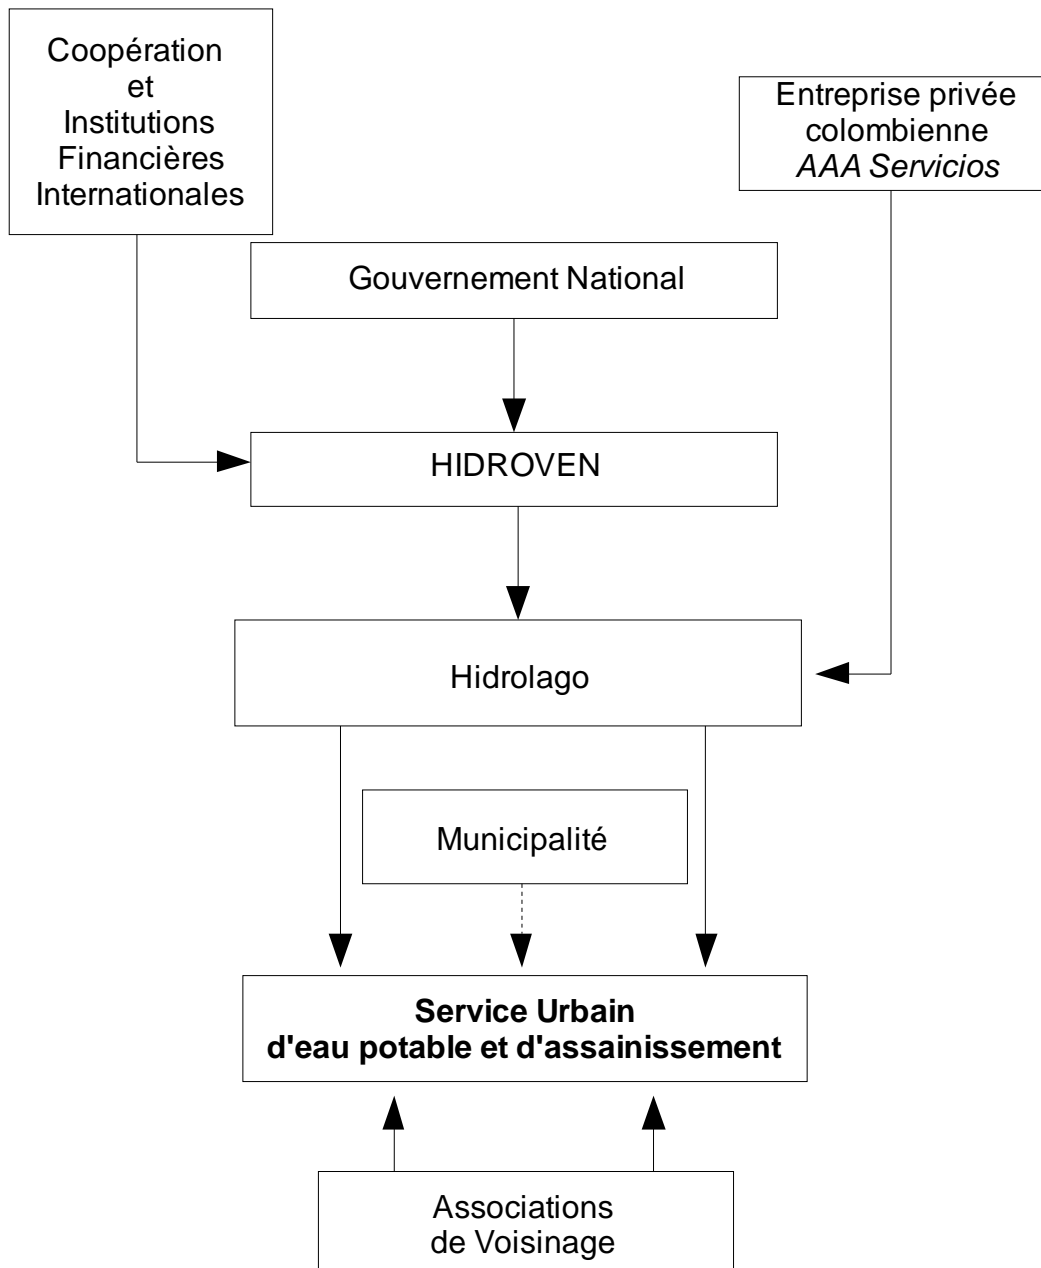 Coopération
et
Institutions
Financières
Internationales
Entreprise privée
colombienne
AAA Servicios
Gouvernement National
HIDROVEN
Hidrolago
Municipalité
Service Urbain
d'eau potable et d'assainissement
Associations
de Voisinage